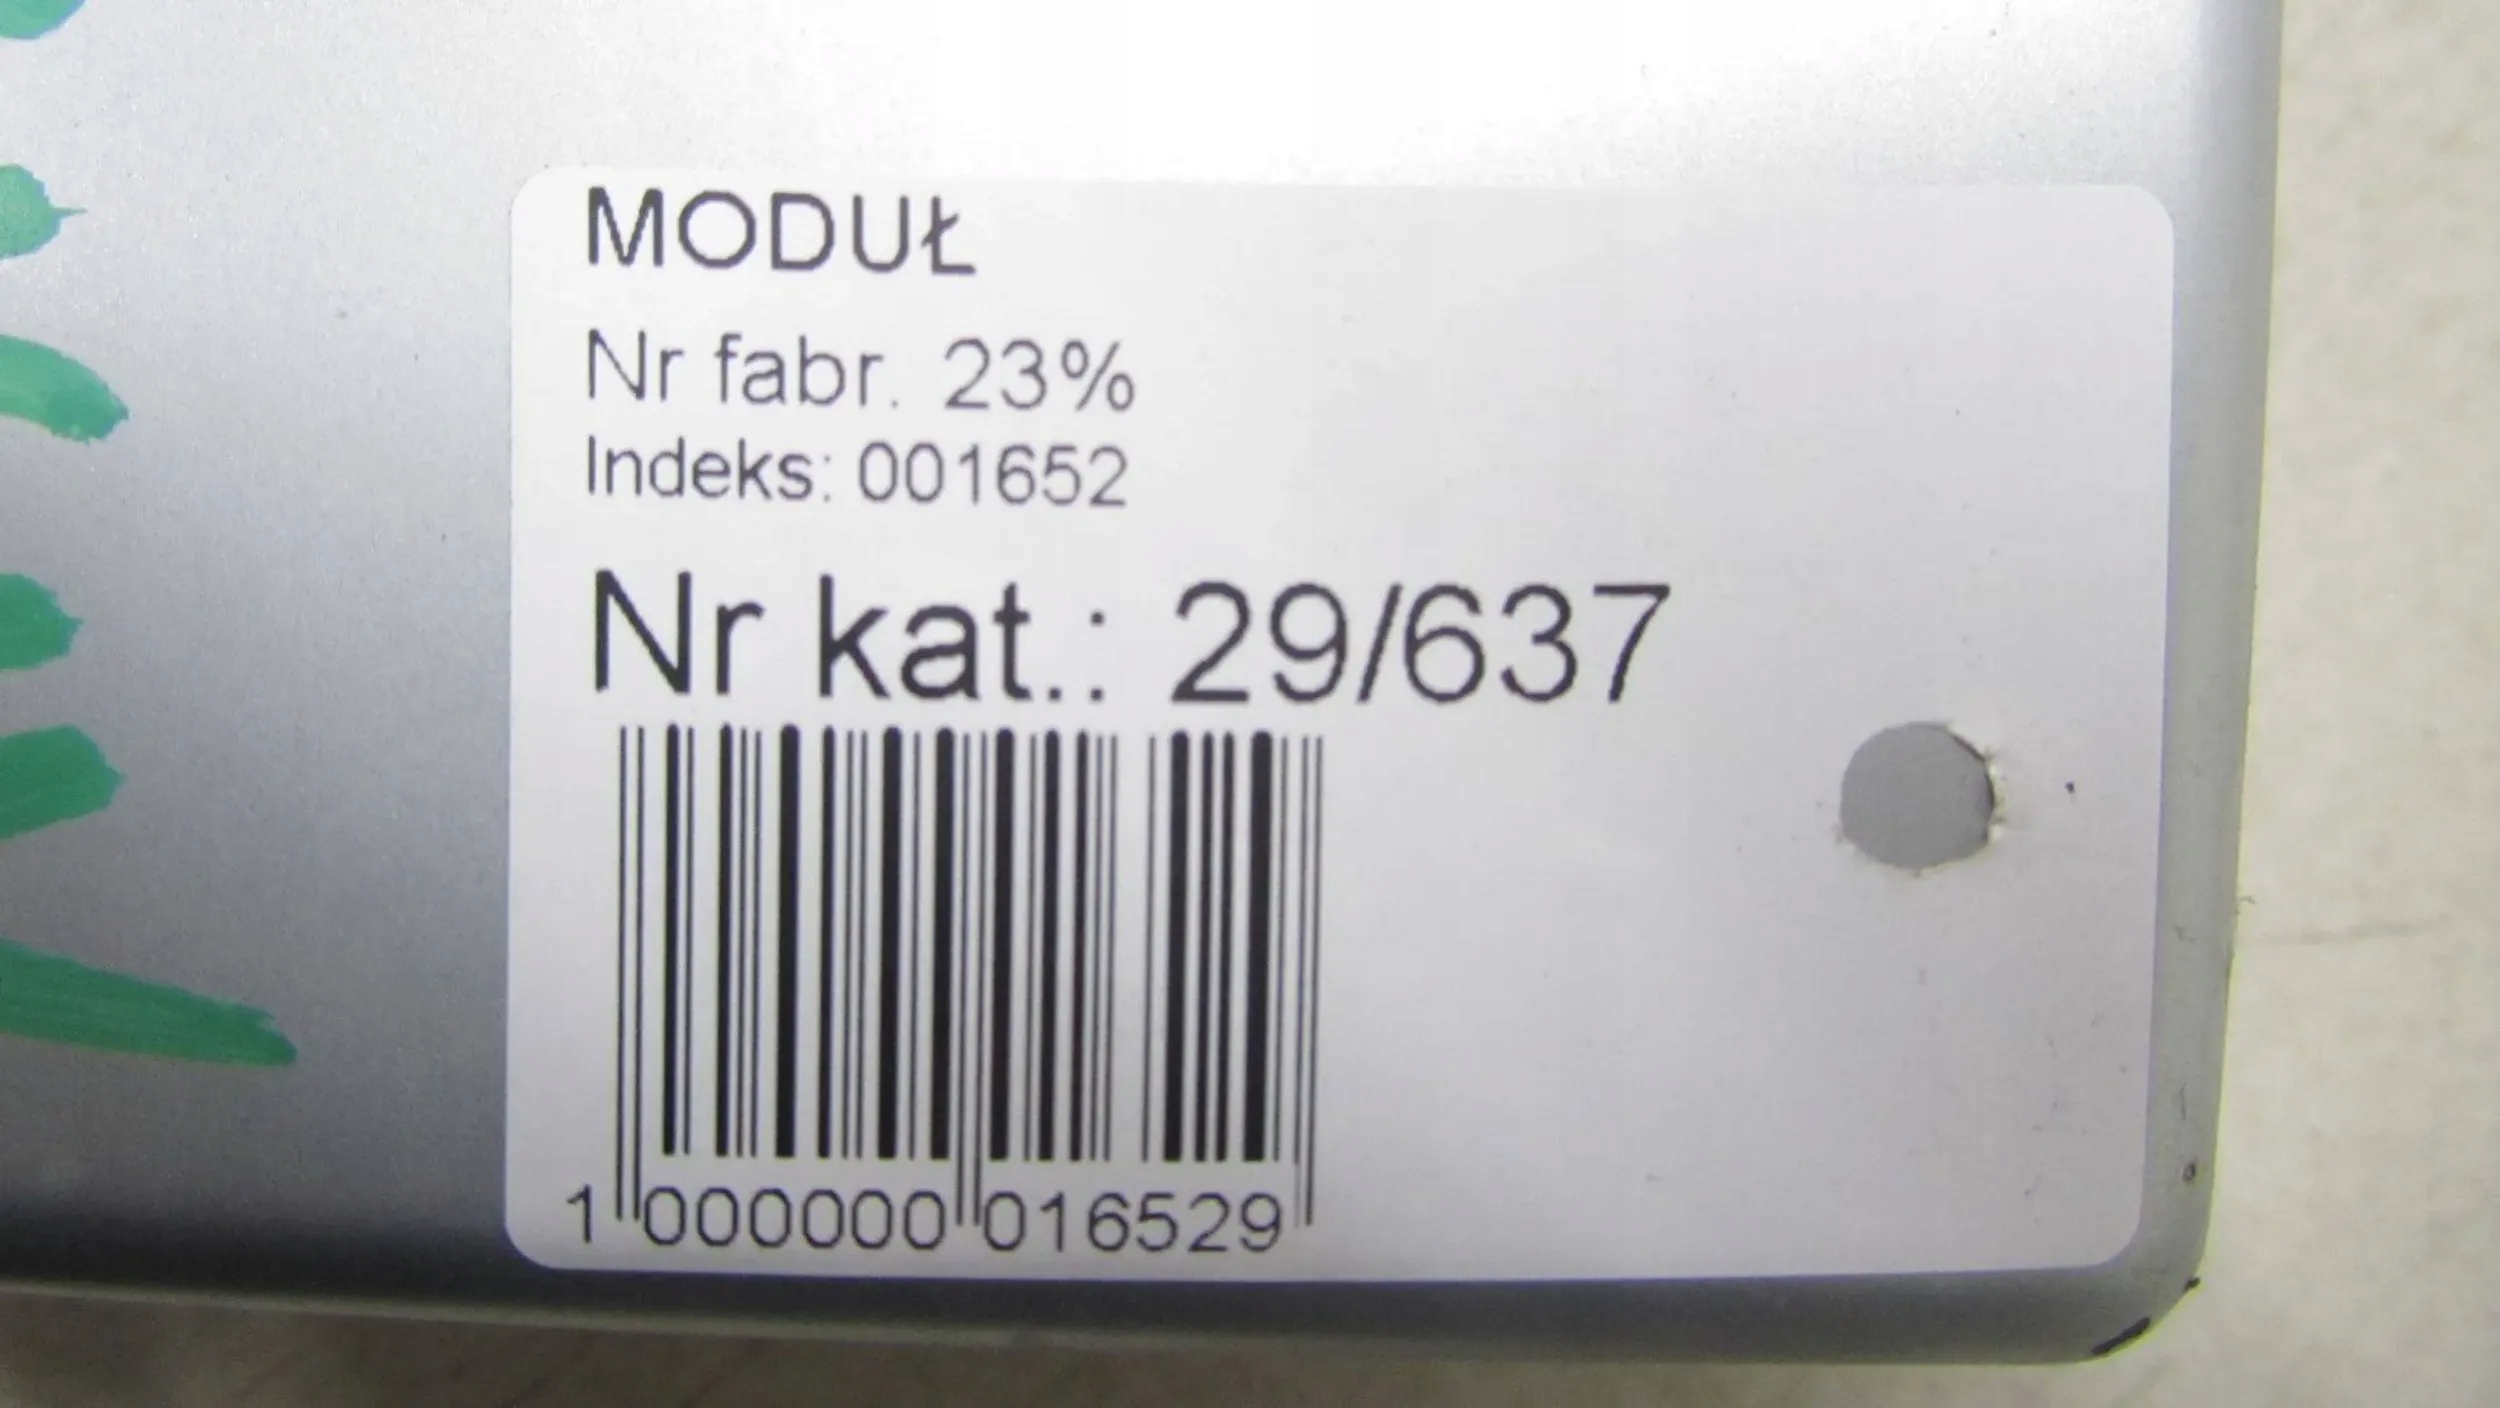 MODUŁ
Nr fabr. 23%
Indeks: 001652
Nr kat.: 29/637
1 000000 016529